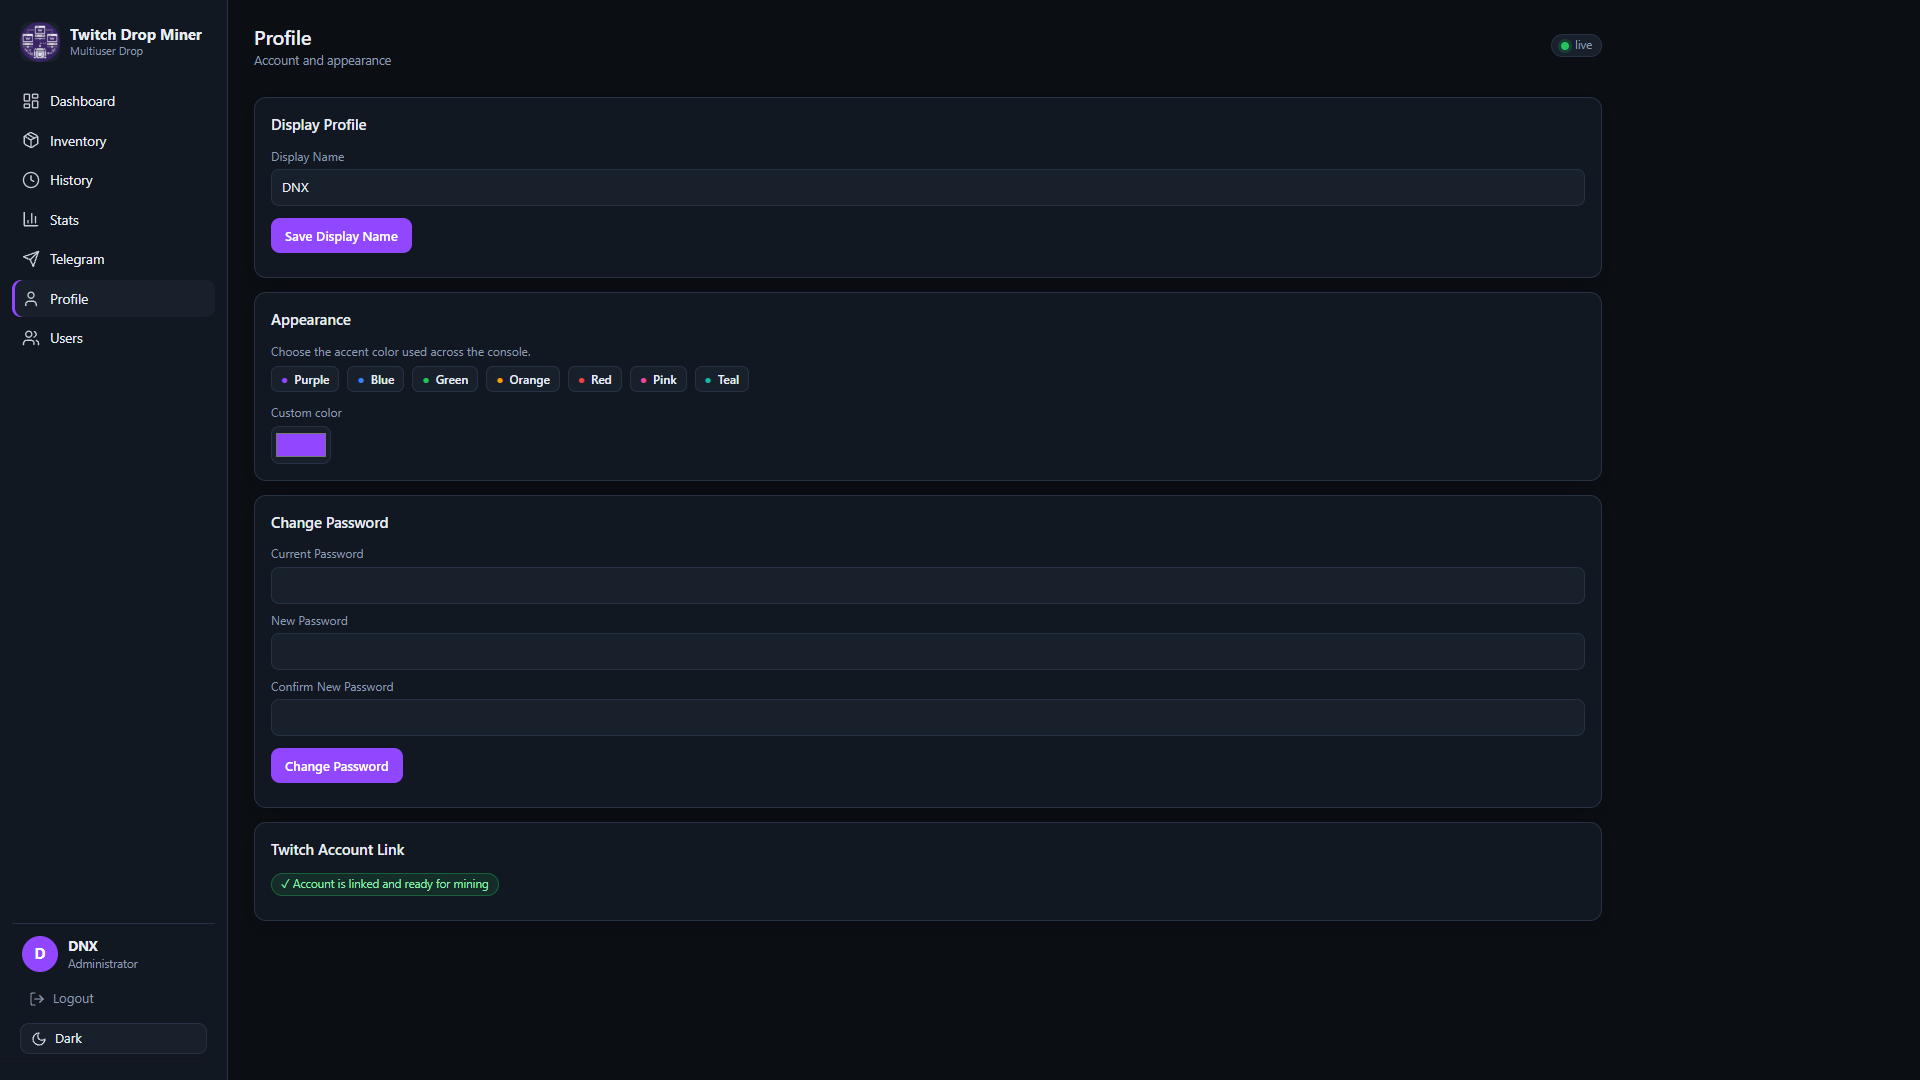 Twitch Drop Miner
Multiuser Drop
Dashboard
Inventory
History
Stats
Telegram
Profile
Users
DNX
D
Administrator
Logout
Dark
Profile
Account and appearance
live
Display Profile
Display Name
DNX
Save Display Name
Appearance
Choose the accent color used across the console.
Purple Blue Green Orange Red Pink Teal
Custom color
Change Password
Current Password
New Password
Confirm New Password
Change Password
Twitch Account Link
✓ Account is linked and ready for mining